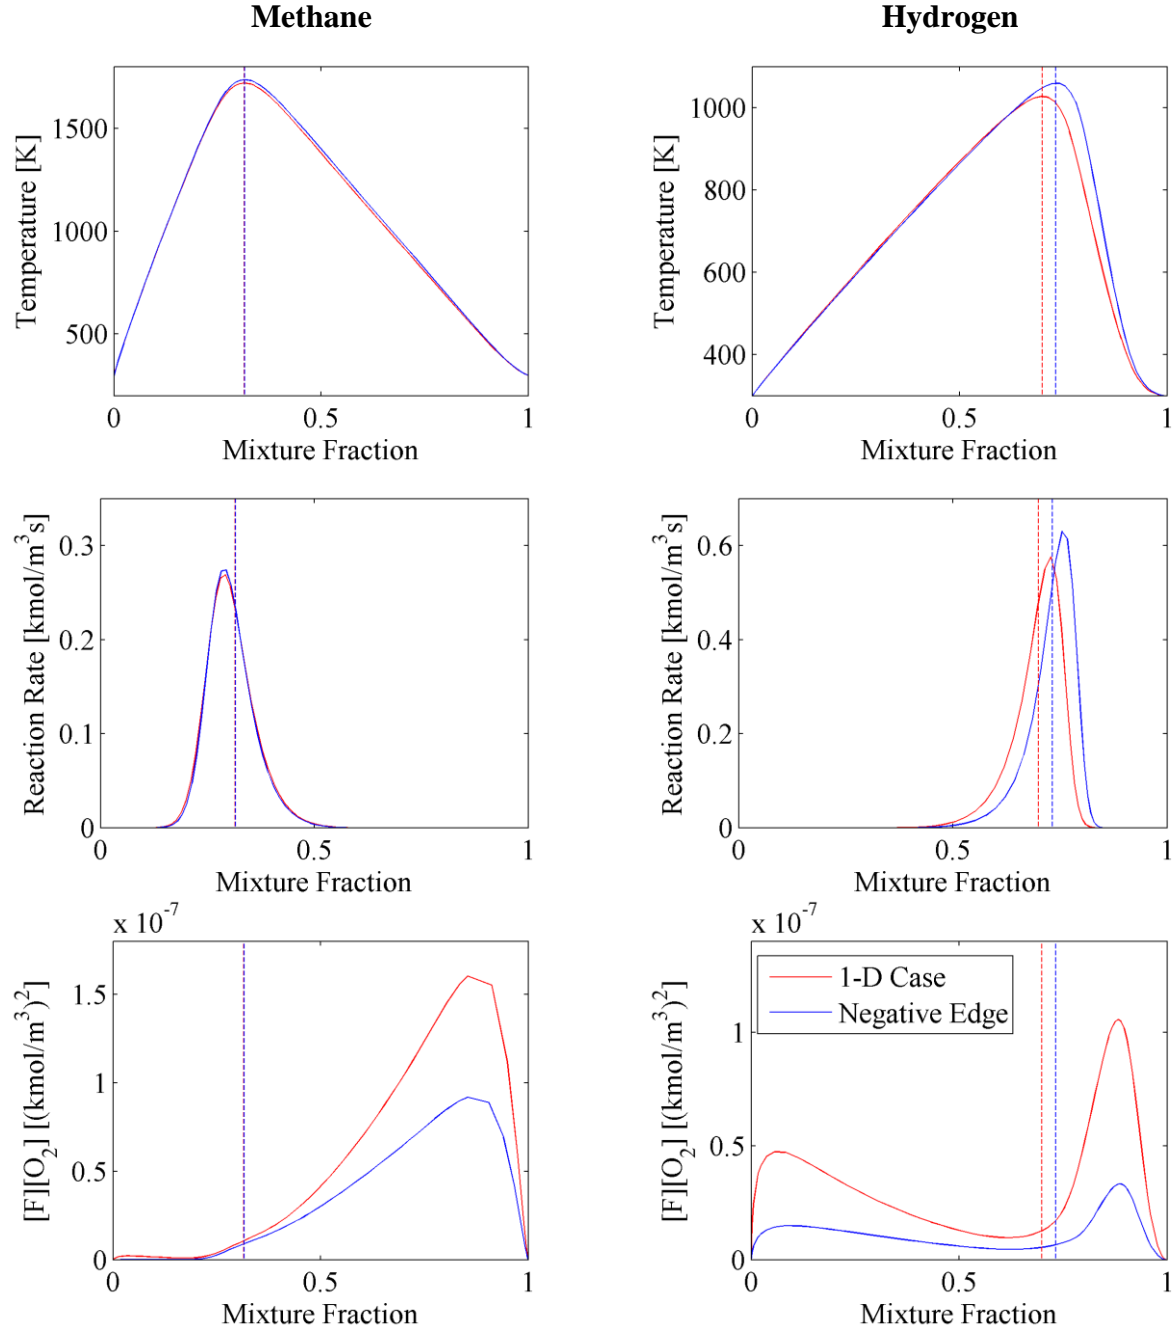 Methane
Hydrogen
Temperature [K]
1500
1000
500
0
0.5
1
Mixture Fraction
Temperature [K]
1000
800
600
400
0
0.5
1
Mixture Fraction
Reaction Rate [kmol/m³s]
0.3
0.2
0.1
0
0
0.5
1
Mixture Fraction
Reaction Rate [kmol/m³s]
0.6
0.4
0.2
0
0
0.5
1
Mixture Fraction
x 10⁻⁷
[F][O₂] [(kmol/m³)²]
1.5
1
0.5
0
0
0.5
1
Mixture Fraction
x 10⁻⁷
[F][O₂] [(kmol/m³)²]
1-D Case
Negative Edge
1
0.5
0
0
0.5
1
Mixture Fraction